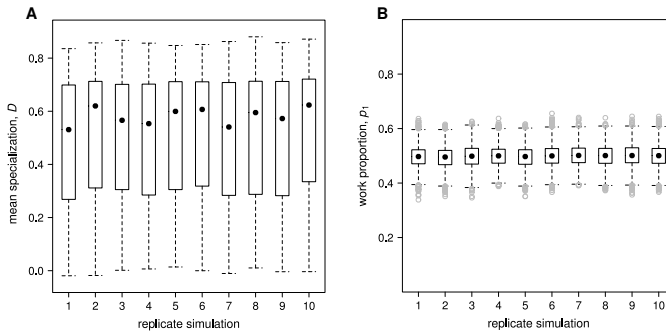 A
mean specialization, D
0.8
0.6
0.4
0.2
0.0
1 2 3 4 5 6 7 8 9 10
replicate simulation
B
work proportion, p1
0.8
0.6
0.4
0.2
1 2 3 4 5 6 7 8 9 10
replicate simulation